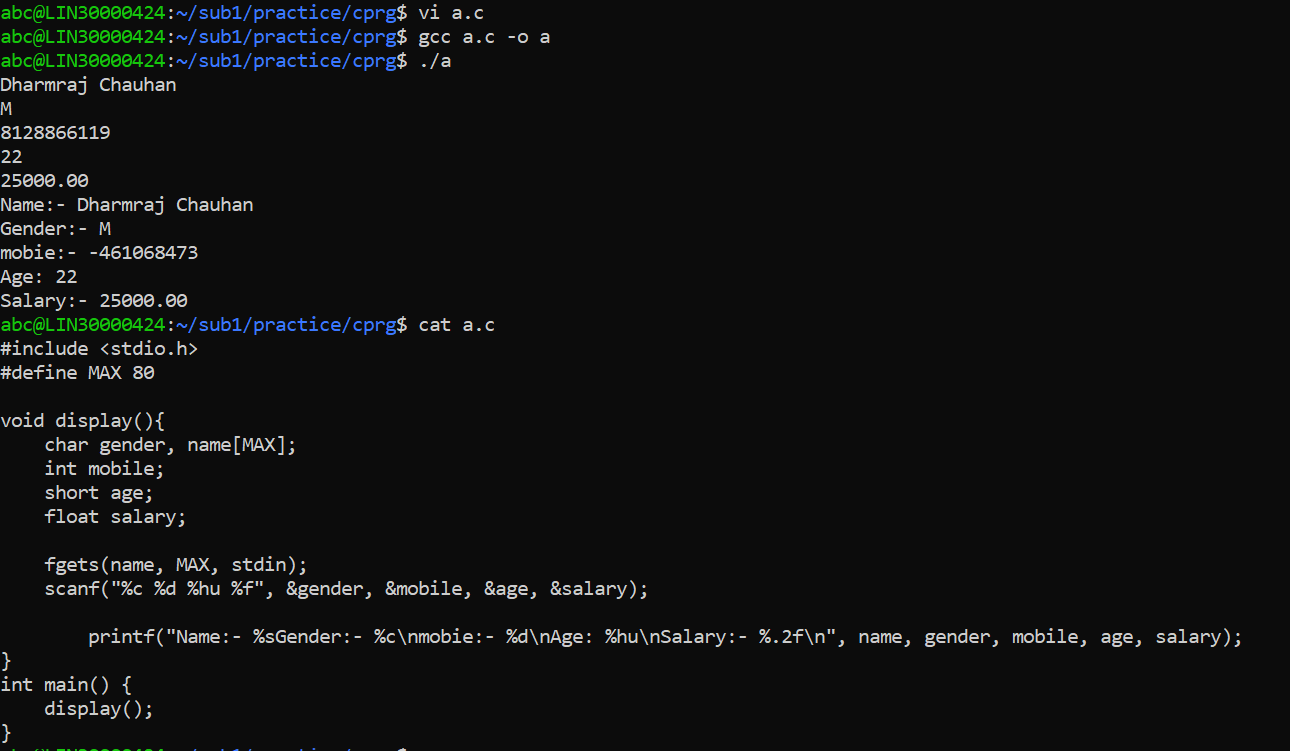 abc@LIN30000424:~/sub1/practice/cprg$ vi a.c
abc@LIN30000424:~/sub1/practice/cprg$ gcc a.c -o a
abc@LIN30000424:~/sub1/practice/cprg$ ./a
Dharmraj Chauhan
M
8128866119
22
25000.00
Name:- Dharmraj Chauhan
Gender:- M
mobie:- -461068473
Age: 22
Salary:- 25000.00
abc@LIN30000424:~/sub1/practice/cprg$ cat a.c
#include <stdio.h>
#define MAX 80

void display(){
    char gender, name[MAX];
    int mobile;
    short age;
    float salary;

    fgets(name, MAX, stdin);
    scanf("%c %d %hu %f", &gender, &mobile, &age, &salary);

        printf("Name:- %sGender:- %c\nmobie:- %d\nAge: %hu\nSalary:- %.2f\n", name, gender, mobile, age, salary);
}
int main() {
    display();
}